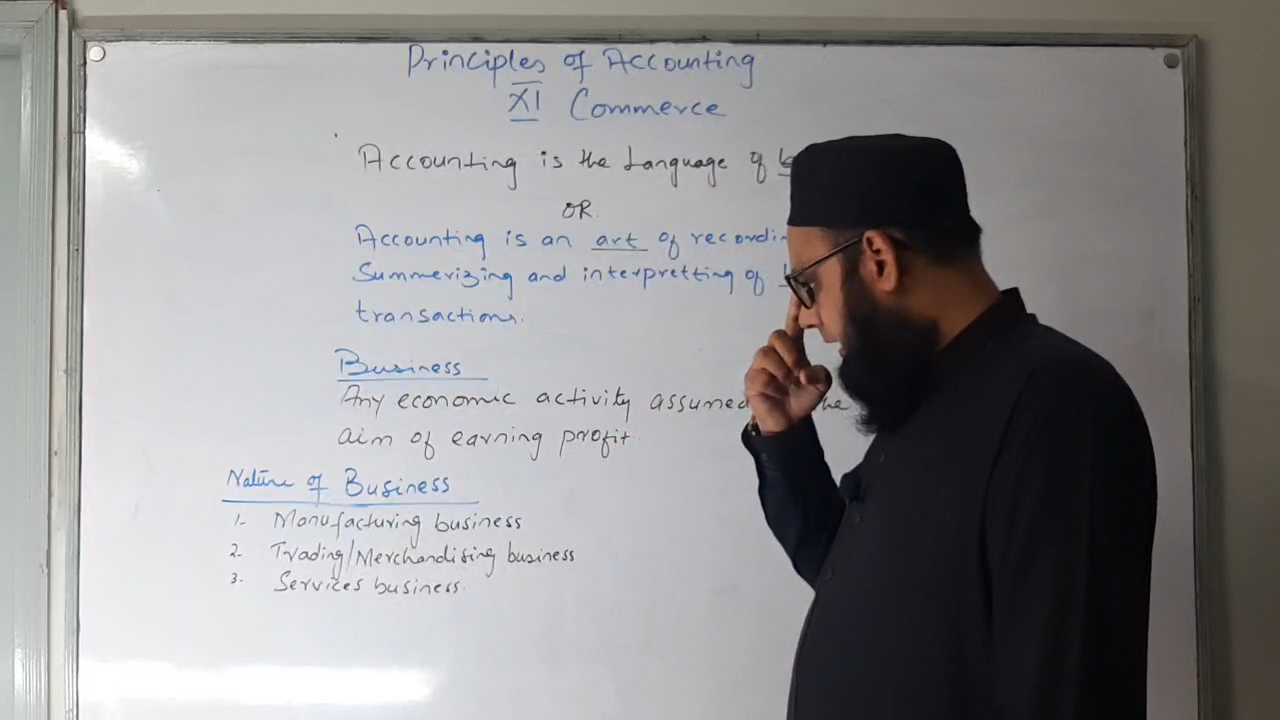 Principles of Accounting
XI Commerce
Accounting is the Language of
OR.
Accounting is an art of
Summerizing and interpretting of
transactions.
Business
Any economic activity assumed
aim of earning profit
Nature of Business
1- Manufacturing business
2- Trading/Merchandising business
3- Services business.